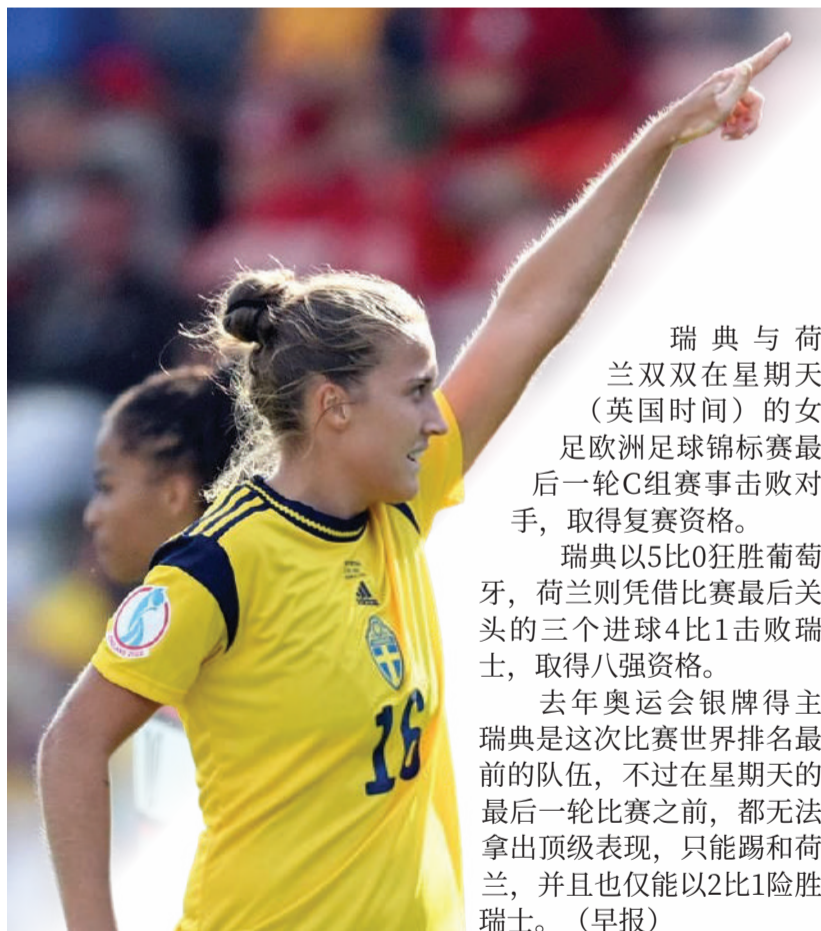 瑞典与荷
兰双双在星期天
（英国时间）的女
足欧洲足球锦标赛最
后一轮C组赛事击败对
手，取得复赛资格。
瑞典以5比0狂胜葡萄
牙，荷兰则凭借比赛最后关
头的三个进球4比1击败瑞
士，取得八强资格。
去年奥运会银牌得主
瑞典是这次比赛世界排名最
前的队伍，不过在星期天的
最后一轮比赛之前，都无法
拿出顶级表现，只能踢和荷
兰，并且也仅能以2比1险胜
瑞士。（早报）
adidas
16